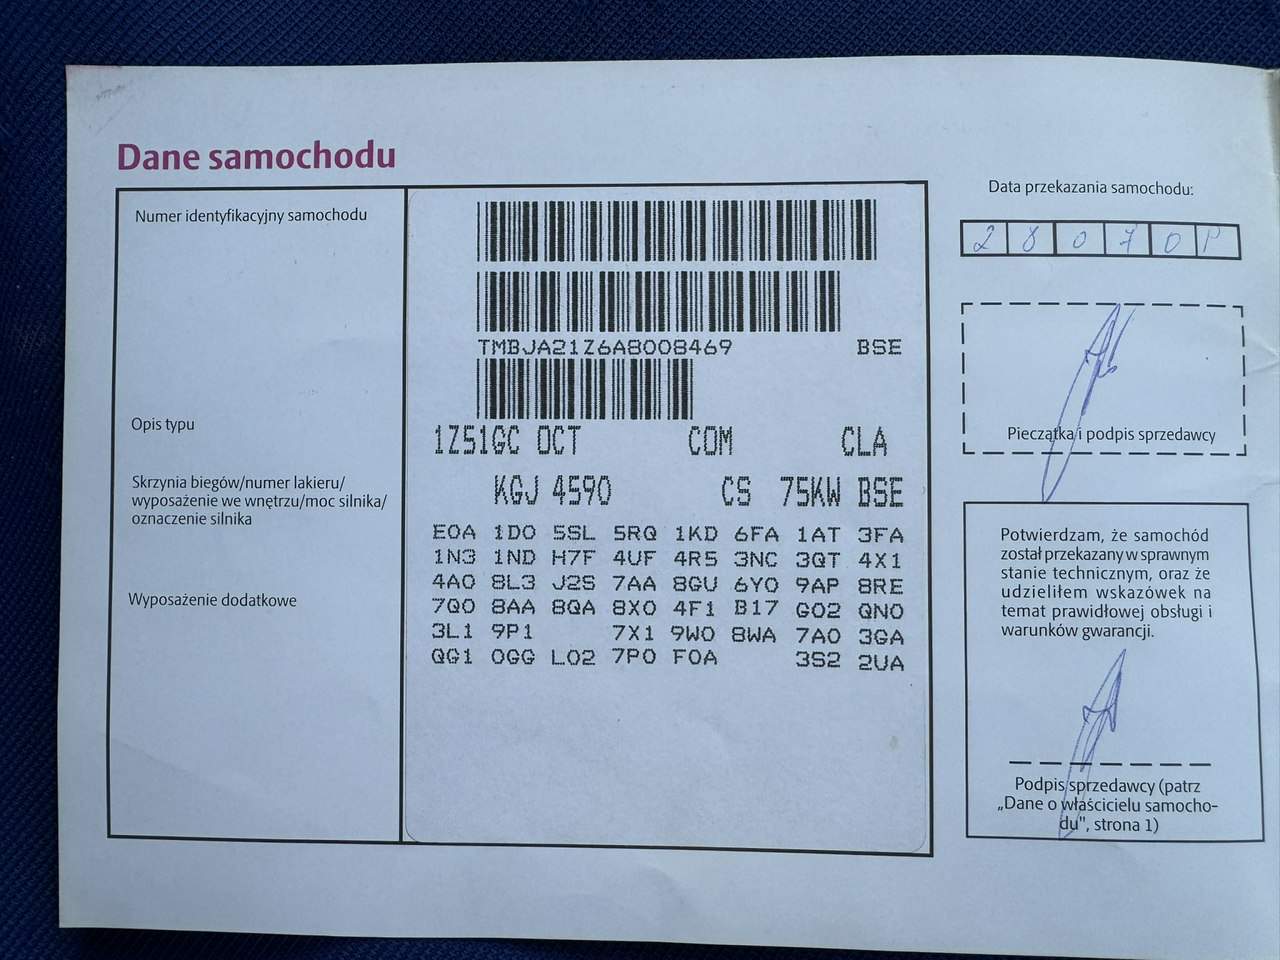 Dane samochodu
Numer identyfikacyjny samochodu
TMBJA21Z6A8008469 BSE
Opis typu
1Z51GC OCT COM CLA
Skrzynia biegów/numer lakieru/
wyposażenie we wnętrzu/moc silnika/
oznaczenie silnika
KGJ 4590 CS 75KW BSE
Wyposażenie dodatkowe
E0A 1D0 5SL 5RQ 1KD 6FA 1AT 3FA
1N3 1ND H7F 4UF 4R5 3NC 3QT 4X1
4A0 8L3 J2S 7AA 8GU 6Y0 9AP 8RE
7Q0 8AA 8QA 8X0 4F1 B17 G02 QN0
3L1 9P1 7X1 9W0 8WA 7A0 3GA
QG1 0GG L02 7P0 F0A 3S2 2UA
Data przekazania samochodu:
28070
Pieczątka i podpis sprzedawcy
Potwierdzam, że samochód
został przekazany w sprawnym
stanie technicznym, oraz że
udzieliłem wskazówek na
temat prawidłowej obsługi i
warunków gwarancji.
Podpis sprzedawcy (patrz
„Dane o właścicielu samocho-
du", strona 1)